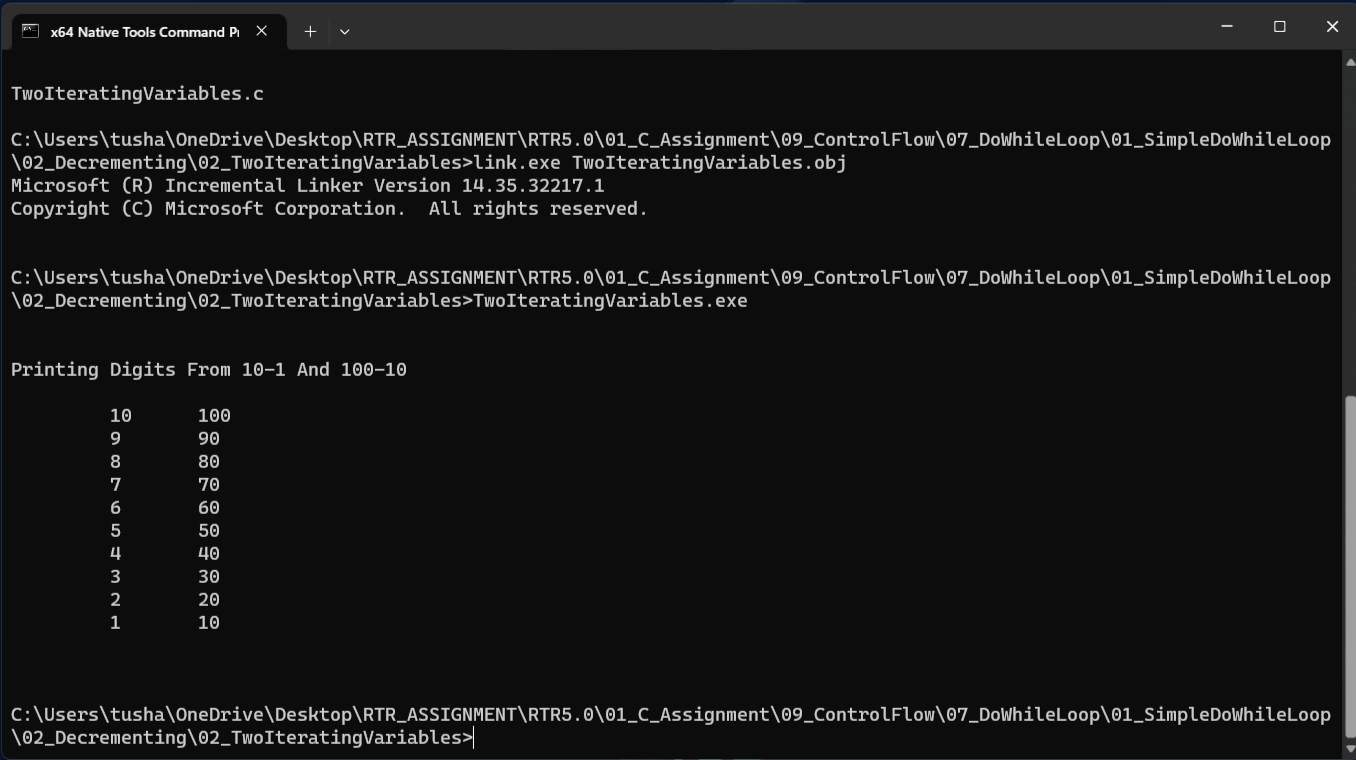 x64 Native Tools Command Pr
TwoIteratingVariables.c
C:\Users\tusha\OneDrive\Desktop\RTR_ASSIGNMENT\RTR5.0\01_C_Assignment\09_ControlFlow\07_DoWhileLoop\01_SimpleDoWhileLoop
\02_Decrementing\02_TwoIteratingVariables>link.exe TwoIteratingVariables.obj
Microsoft (R) Incremental Linker Version 14.35.32217.1
Copyright (C) Microsoft Corporation.  All rights reserved.
C:\Users\tusha\OneDrive\Desktop\RTR_ASSIGNMENT\RTR5.0\01_C_Assignment\09_ControlFlow\07_DoWhileLoop\01_SimpleDoWhileLoop
\02_Decrementing\02_TwoIteratingVariables>TwoIteratingVariables.exe
Printing Digits From 10-1 And 100-10
10 100
9 90
8 80
7 70
6 60
5 50
4 40
3 30
2 20
1 10
C:\Users\tusha\OneDrive\Desktop\RTR_ASSIGNMENT\RTR5.0\01_C_Assignment\09_ControlFlow\07_DoWhileLoop\01_SimpleDoWhileLoop
\02_Decrementing\02_TwoIteratingVariables>